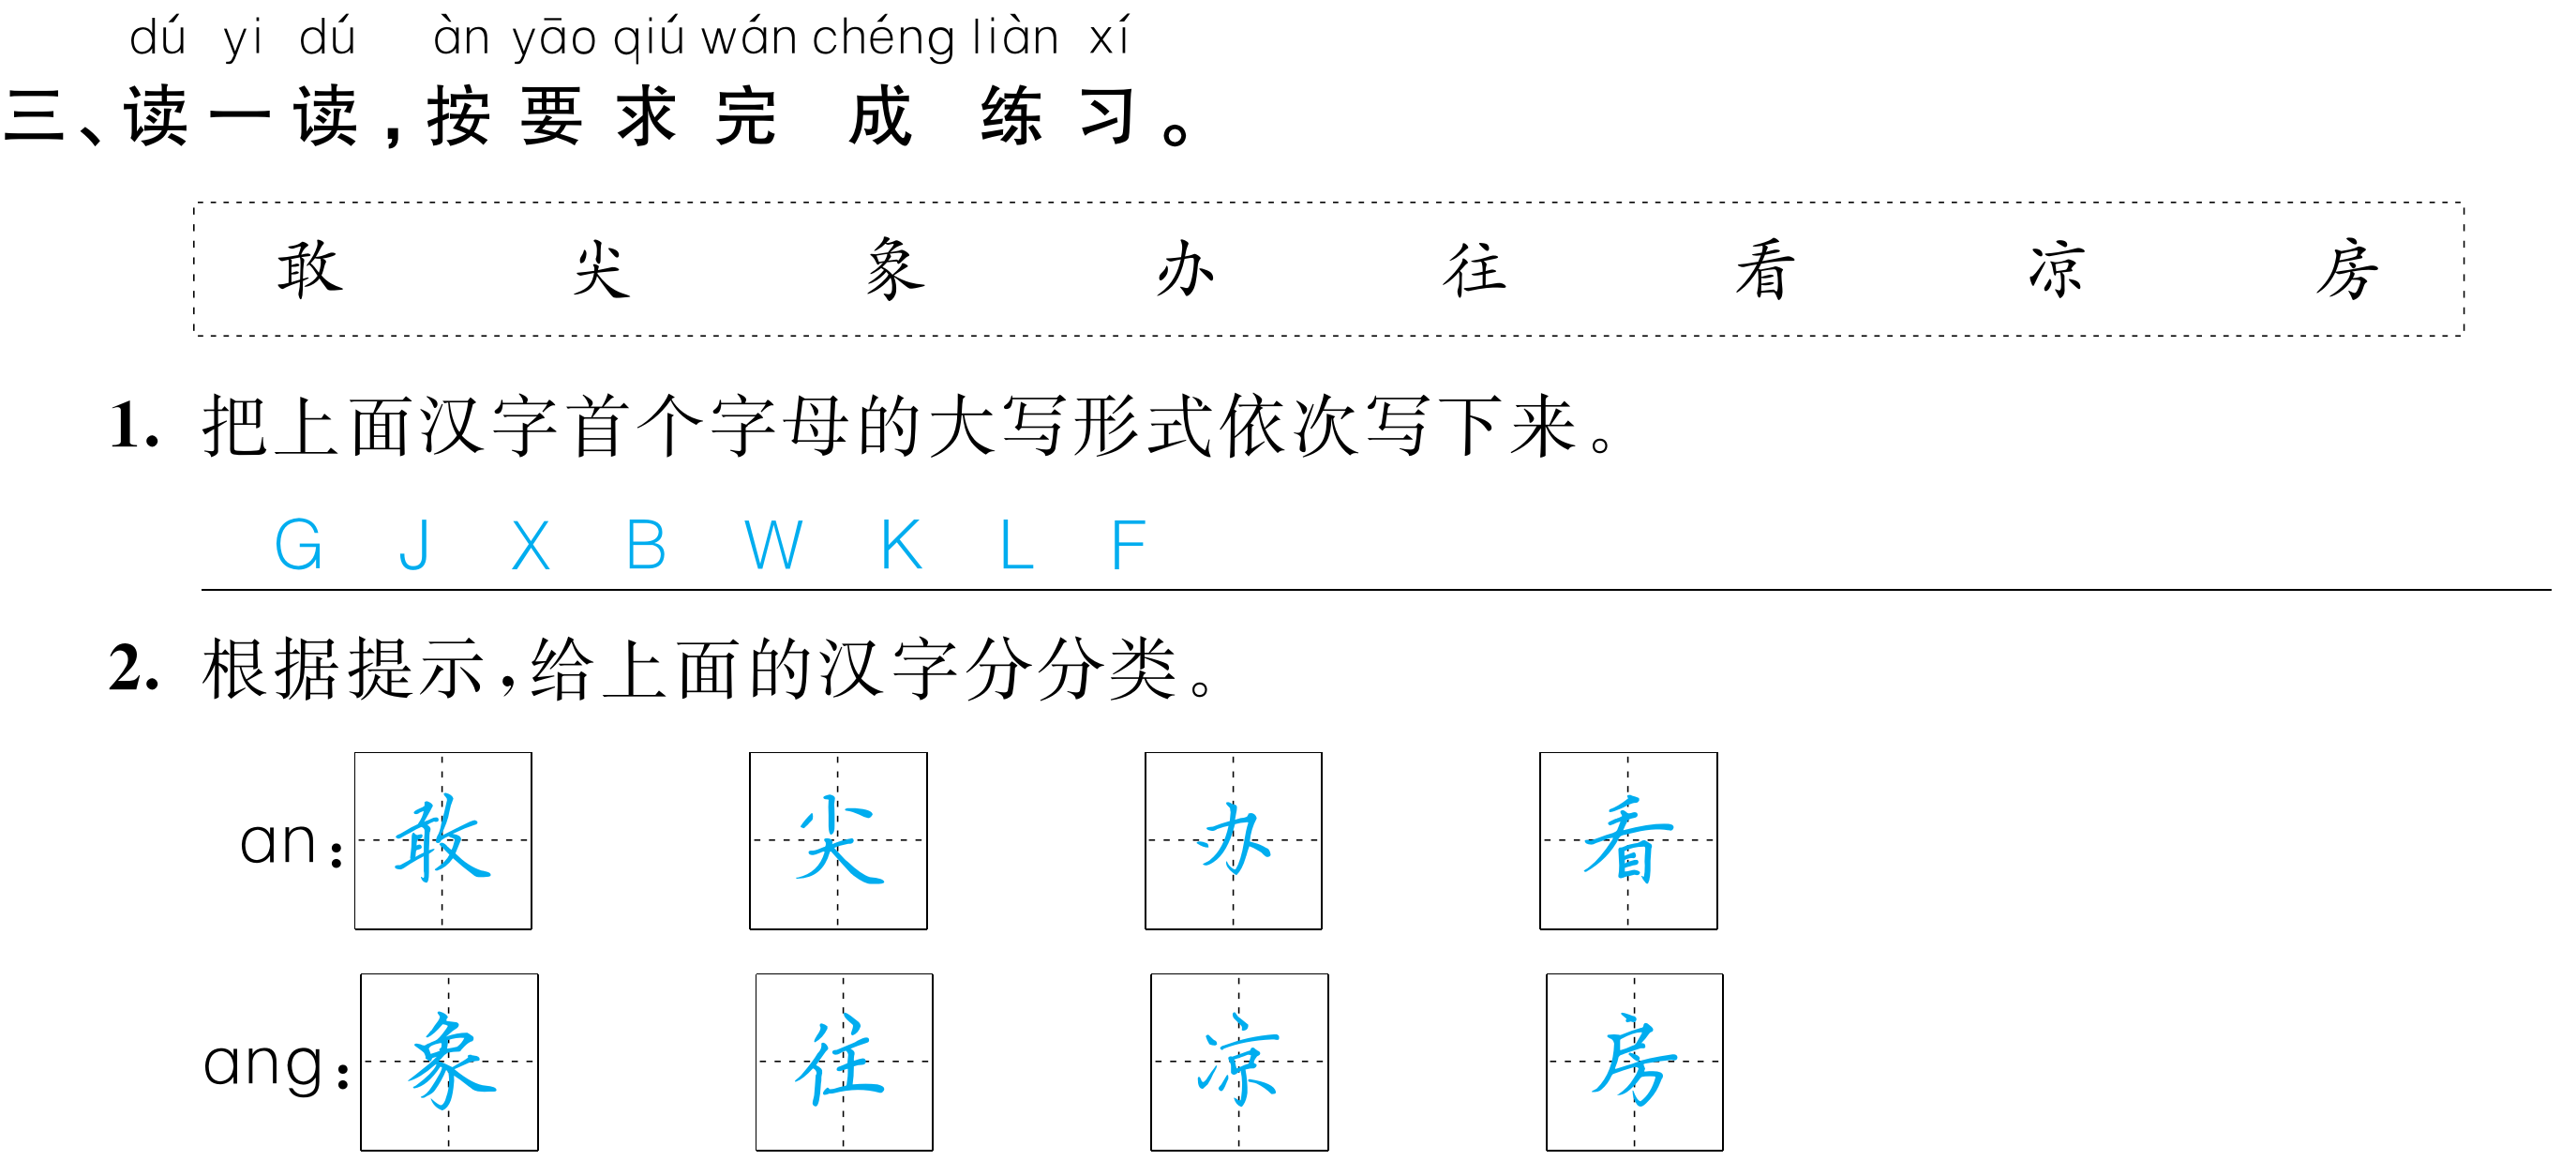 dú yi dú àn yāo qiú wán chéng liàn xí
三、读一读,按要求完成练习。
敢 尖 象 办 往 看 凉 房
1. 把上面汉字首个字母的大写形式依次写下来。
G J X B W K L F
2. 根据提示,给上面的汉字分分类。
an: 敢 尖 办 看
ang: 象 往 凉 房